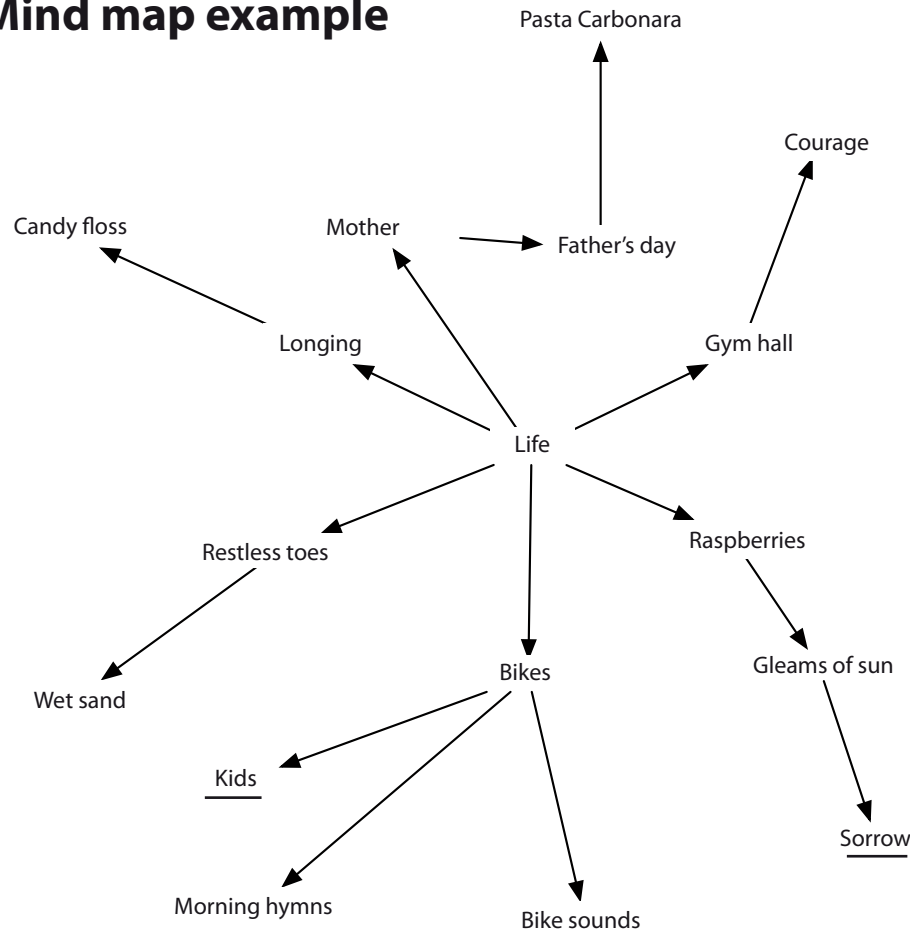 Mind map example
Pasta Carbonara
Courage
Candy floss
Mother
Father’s day
Longing
Gym hall
Life
Restless toes
Raspberries
Wet sand
Bikes
Gleams of sun
Kids
Sorrow
Morning hymns
Bike sounds